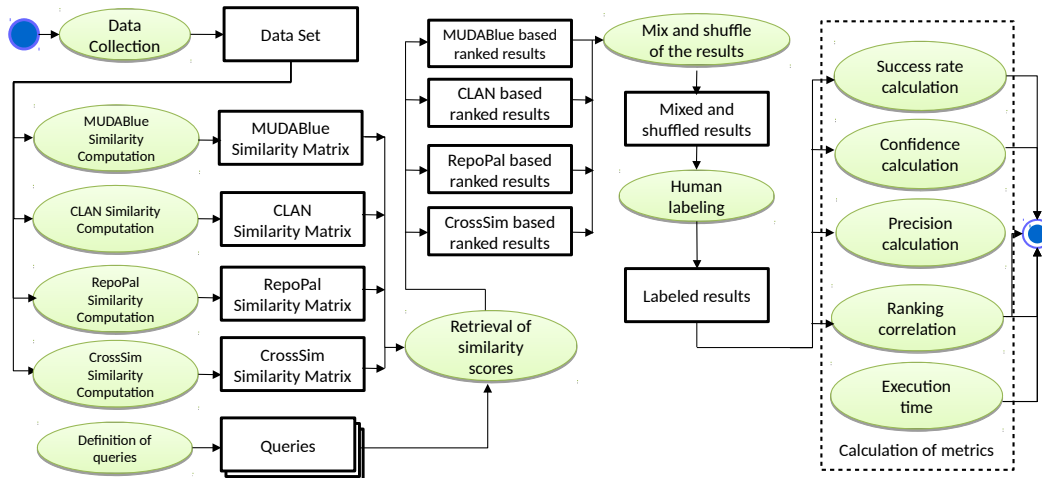 Data
Collection
Data Set
MUDABlue
Similarity
Computation
MUDABlue
Similarity Matrix
CLAN Similarity
Computation
CLAN
Similarity Matrix
RepoPal
Similarity
Computation
RepoPal
Similarity Matrix
CrossSim
Similarity
Computation
CrossSim
Similarity Matrix
Definition of
queries
Queries
Retrieval of
similarity
scores
MUDABlue based
ranked results
CLAN based
ranked results
RepoPal based
ranked results
CrossSim based
ranked results
Mix and shuffle
of the results
Mixed and
shuffled results
Human
labeling
Labeled results
Success rate
calculation
Confidence
calculation
Precision
calculation
Ranking
correlation
Execution
time
Calculation of metrics